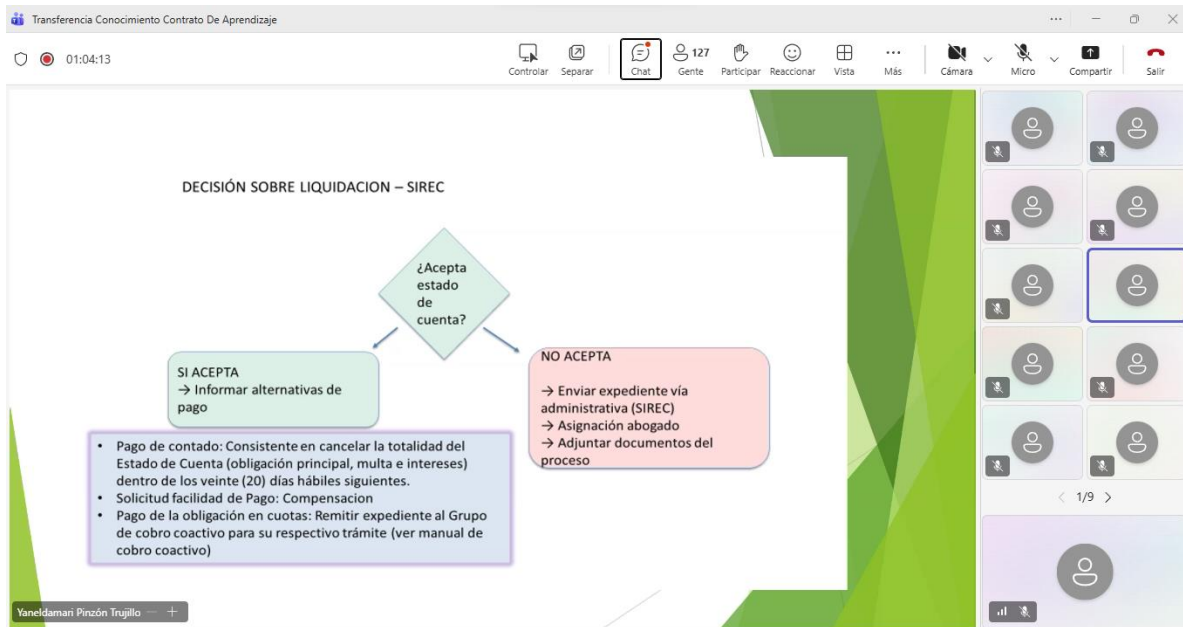 Transferencia Conocimiento Contrato De Aprendizaje
01:04:13
Controlar
Separar
Chat
127
Gente
Participar
Reaccionar
Vista
Más
Cámara
Micro
Compartir
Salir
DECISIÓN SOBRE LIQUIDACION – SIREC
¿Acepta
estado
de
cuenta?
SI ACEPTA
→ Informar alternativas de
pago
NO ACEPTA
→ Enviar expediente vía
administrativa (SIREC)
→ Asignación abogado
→ Adjuntar documentos del
proceso
• Pago de contado: Consistente en cancelar la totalidad del
Estado de Cuenta (obligación principal, multa e intereses)
dentro de los veinte (20) días hábiles siguientes.
• Solicitud facilidad de Pago: Compensacion
• Pago de la obligación en cuotas: Remitir expediente al Grupo
de cobro coactivo para su respectivo trámite (ver manual de
cobro coactivo)
1/9
Yaneldamari Pinzón Trujillo